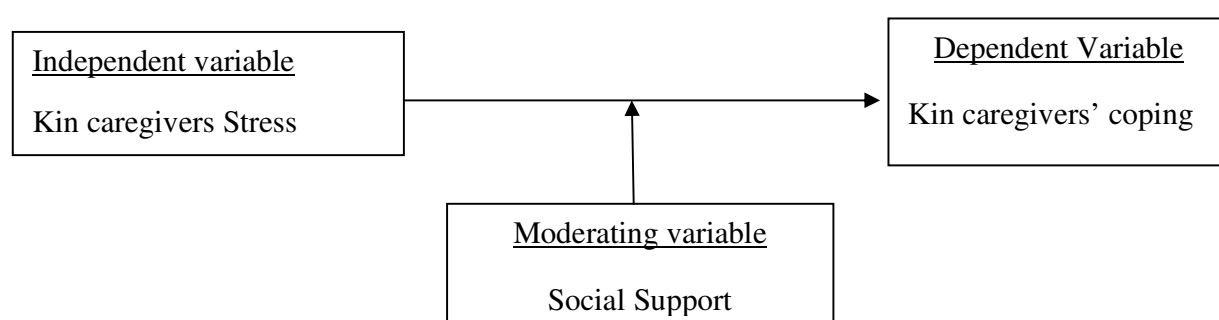 Independent variable
Kin caregivers Stress
Dependent Variable
Kin caregivers’ coping
Moderating variable
Social Support